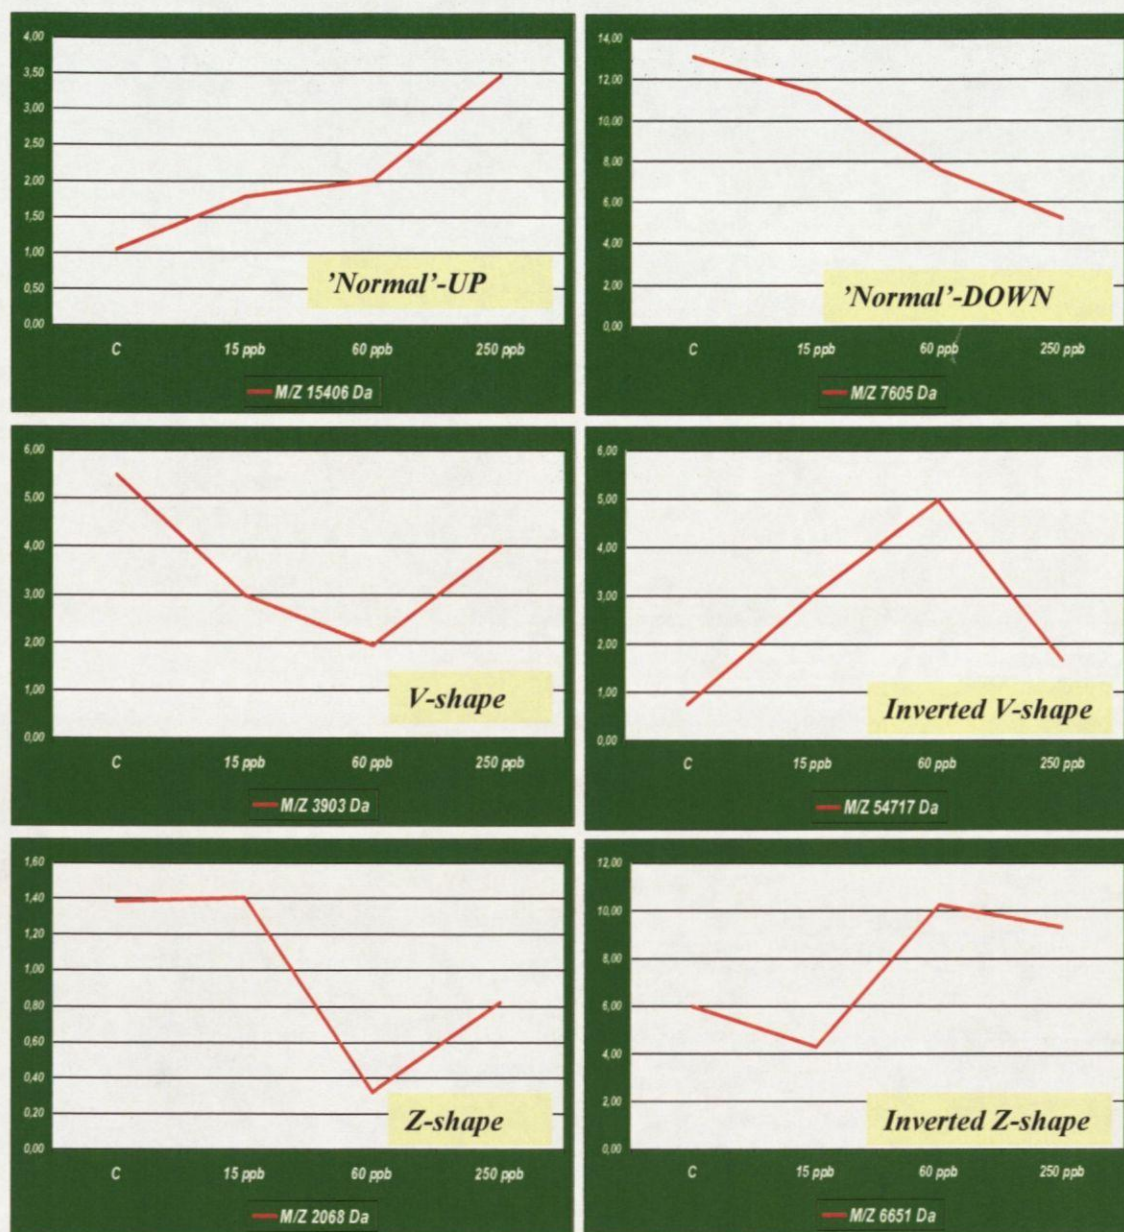 4,00
3,50
3,00
2,50
2,00
1,50
1,00
0,50
0,00
'Normal'-UP
C 15 ppb 60 ppb 250 ppb
M/Z 15406 Da
14,00
12,00
10,00
8,00
6,00
4,00
2,00
0,00
'Normal'-DOWN
C 15 ppb 60 ppb 250 ppb
M/Z 7605 Da
6,00
5,00
4,00
3,00
2,00
1,00
0,00
V-shape
C 15 ppb 60 ppb 250 ppb
M/Z 3903 Da
6,00
5,00
4,00
3,00
2,00
1,00
0,00
Inverted V-shape
C 15 ppb 60 ppb 250 ppb
M/Z 54717 Da
1,60
1,40
1,20
1,00
0,80
0,60
0,40
0,20
0,00
Z-shape
C 15 ppb 60 ppb 250 ppb
M/Z 2068 Da
12,00
10,00
8,00
6,00
4,00
2,00
0,00
Inverted Z-shape
C 15 ppb 60 ppb 250 ppb
M/Z 6651 Da